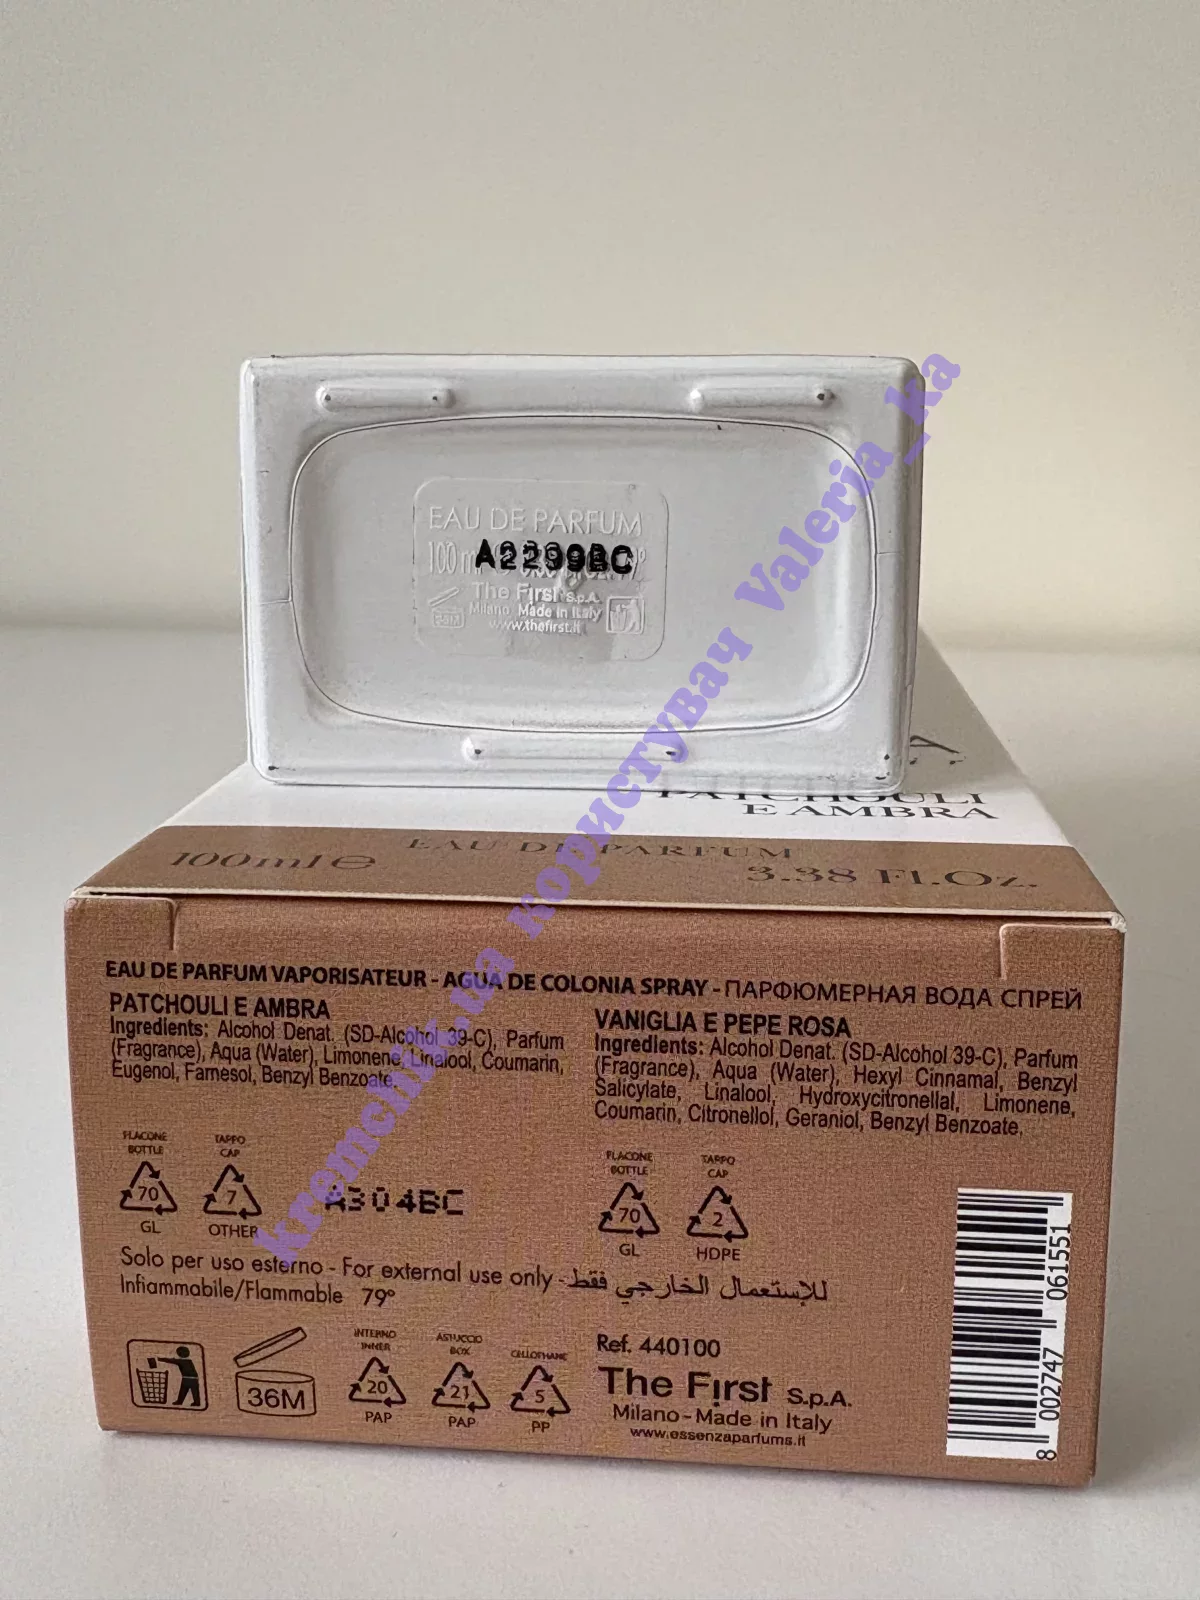 EAU DE PARFUM
100 ml
A2299BC
The First S.p.A.
Milano Made in Italy
www.thefirst.it
PATCHOULI
E AMBRA
EAU DE PARFUM
100ml e
3.38 Fl.Oz.
EAU DE PARFUM VAPORISATEUR - AGUA DE COLONIA SPRAY - ПАРФЮМЕРНАЯ ВОДА СПРЕЙ
PATCHOULI E AMBRA
Ingredients: Alcohol Denat. (SD-Alcohol 39-C), Parfum
(Fragrance), Aqua (Water), Limonene, Linalool, Coumarin,
Eugenol, Farnesol, Benzyl Benzoate.
VANIGLIA E PEPE ROSA
Ingredients: Alcohol Denat. (SD-Alcohol 39-C), Parfum
(Fragrance), Aqua (Water), Hexyl Cinnamal, Benzyl
Salicylate, Linalool, Hydroxycitronellal, Limonene,
Coumarin, Citronellol, Geraniol, Benzyl Benzoate.
FLACONE
BOTTLE
70
GL
TAPPO
CAP
7
OTHER
A304BC
FLACONE
BOTTLE
70
GL
TAPPO
CAP
2
HDPE
Solo per uso esterno - For external use only - للإستعمال الخارجي فقط
Infiammabile/Flammable 79°
36M
INTERNO
INNER
20
PAP
ASTUCCIO
BOX
21
PAP
CELLOPHANE
5
PP
Ref. 440100
The First S.p.A.
Milano - Made in Italy
www.essenzaparfums.it
8 002747 061551
kremchik.ua користувач Valeria_ka